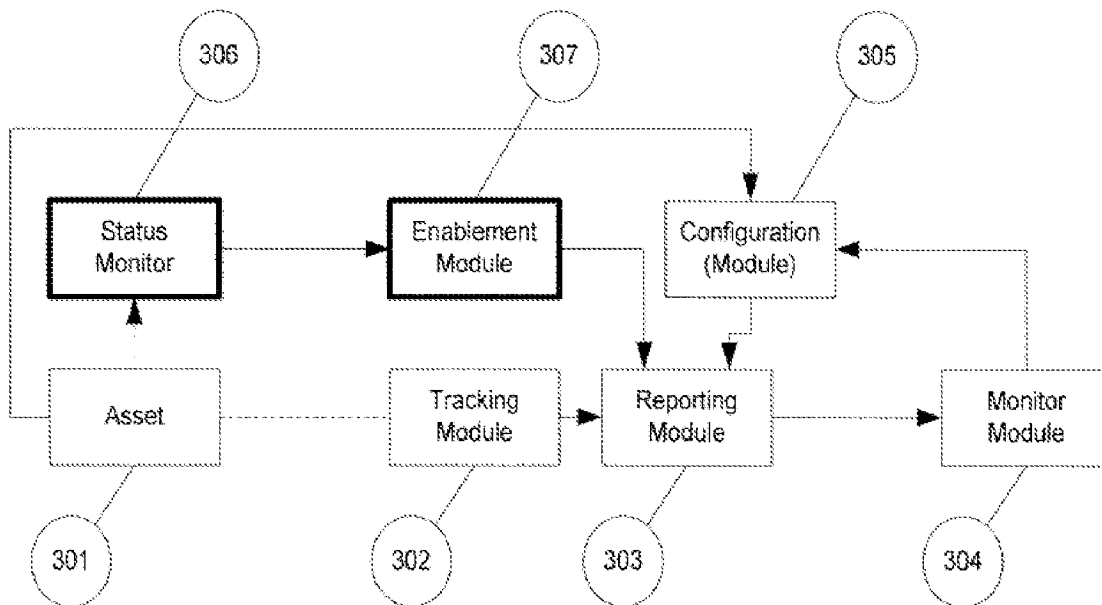 306
307
305
Status
Monitor
Enablement
Module
Configuration
(Module)
Asset
Tracking
Module
Reporting
Module
Monitor
Module
301
302
303
304